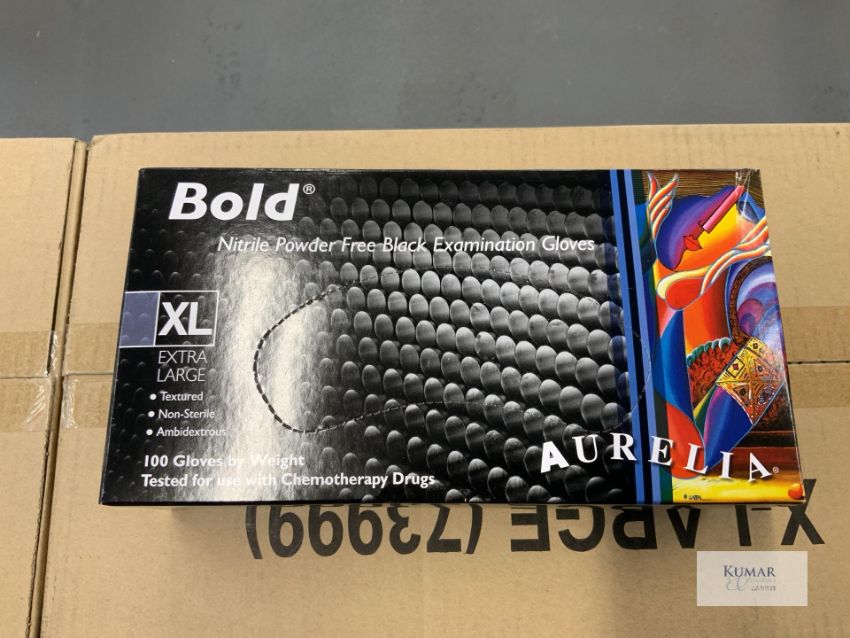 Bold®
Nitrile Powder Free Black Examination Gloves
XL
EXTRA
LARGE
• Textured
• Non-Sterile
• Ambidextrous
100 Gloves by Weight
Tested for use with Chemotherapy Drugs
AURELIA®
X-LARGE (73999)
KUMAR